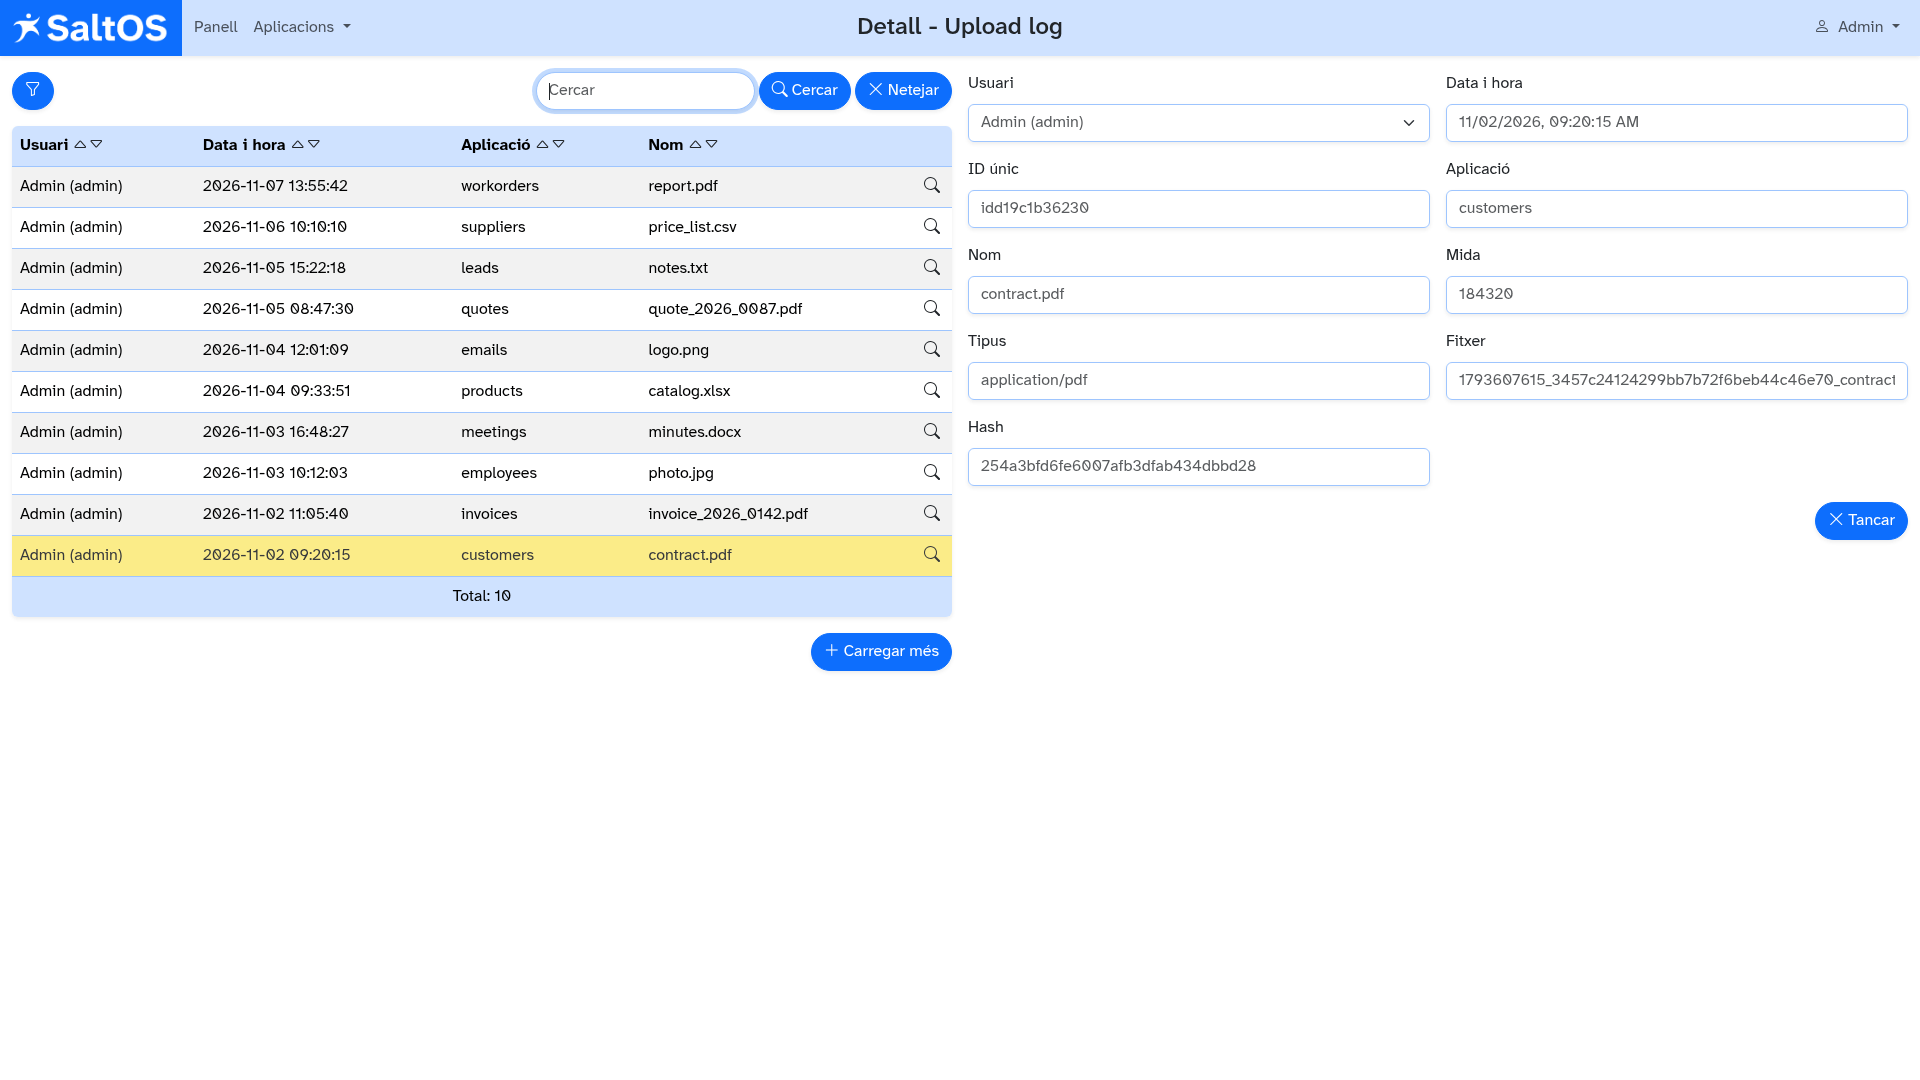 SaltOS Panell Aplicacions Detall - Upload log Admin
Cercar Cercar Netejar
Usuari Data i hora Aplicació Nom
Admin (admin) 2026-11-07 13:55:42 workorders report.pdf
Admin (admin) 2026-11-06 10:10:10 suppliers price_list.csv
Admin (admin) 2026-11-05 15:22:18 leads notes.txt
Admin (admin) 2026-11-05 08:47:30 quotes quote_2026_0087.pdf
Admin (admin) 2026-11-04 12:01:09 emails logo.png
Admin (admin) 2026-11-04 09:33:51 products catalog.xlsx
Admin (admin) 2026-11-03 16:48:27 meetings minutes.docx
Admin (admin) 2026-11-03 10:12:03 employees photo.jpg
Admin (admin) 2026-11-02 11:05:40 invoices invoice_2026_0142.pdf
Admin (admin) 2026-11-02 09:20:15 customers contract.pdf
Total: 10
Carregar més
Usuari Data i hora
Admin (admin) 11/02/2026, 09:20:15 AM
ID únic Aplicació
idd19c1b36230 customers
Nom Mida
contract.pdf 184320
Tipus Fitxer
application/pdf 1793607615_3457c24124299bb7b72f6beb44c46e70_contract
Hash
254a3bfd6fe6007afb3dfab434dbbd28
Tancar